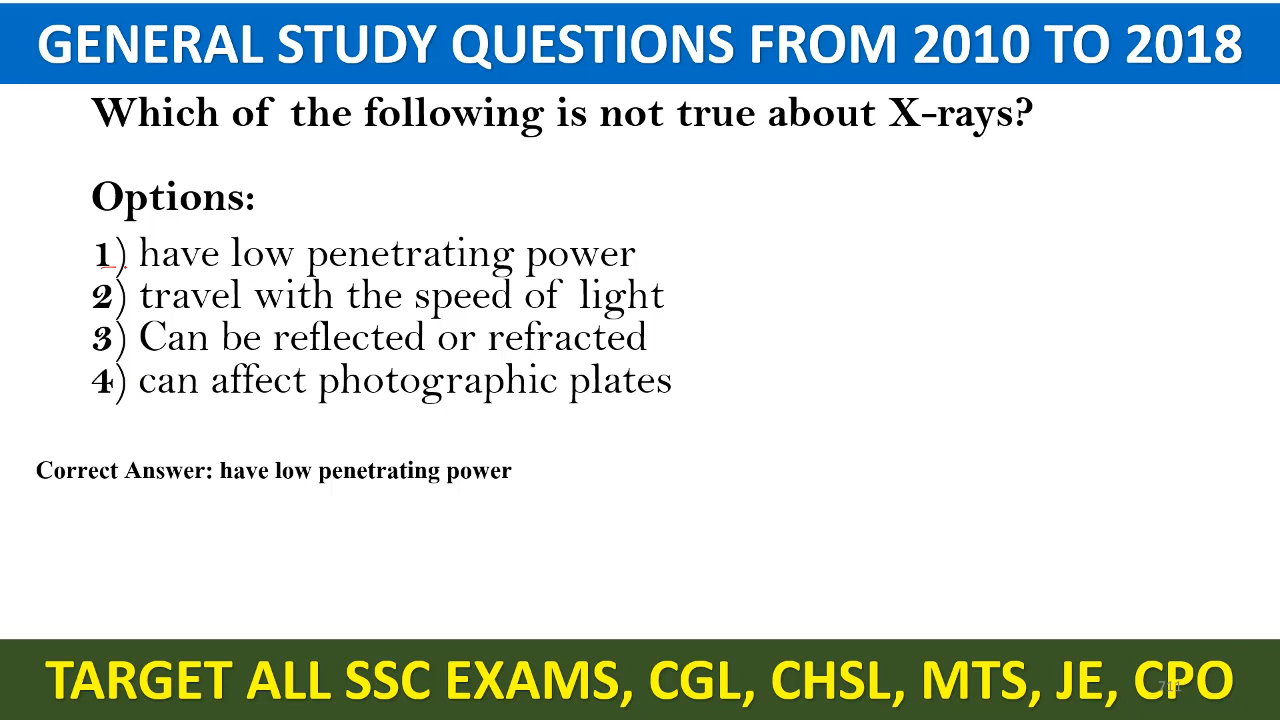 GENERAL STUDY QUESTIONS FROM 2010 TO 2018
Which of the following is not true about X-rays?
Options:
1) have low penetrating power
2) travel with the speed of light
3) Can be reflected or refracted
4) can affect photographic plates
Correct Answer: have low penetrating power
TARGET ALL SSC EXAMS, CGL, CHSL, MTS, JE, CPO
711